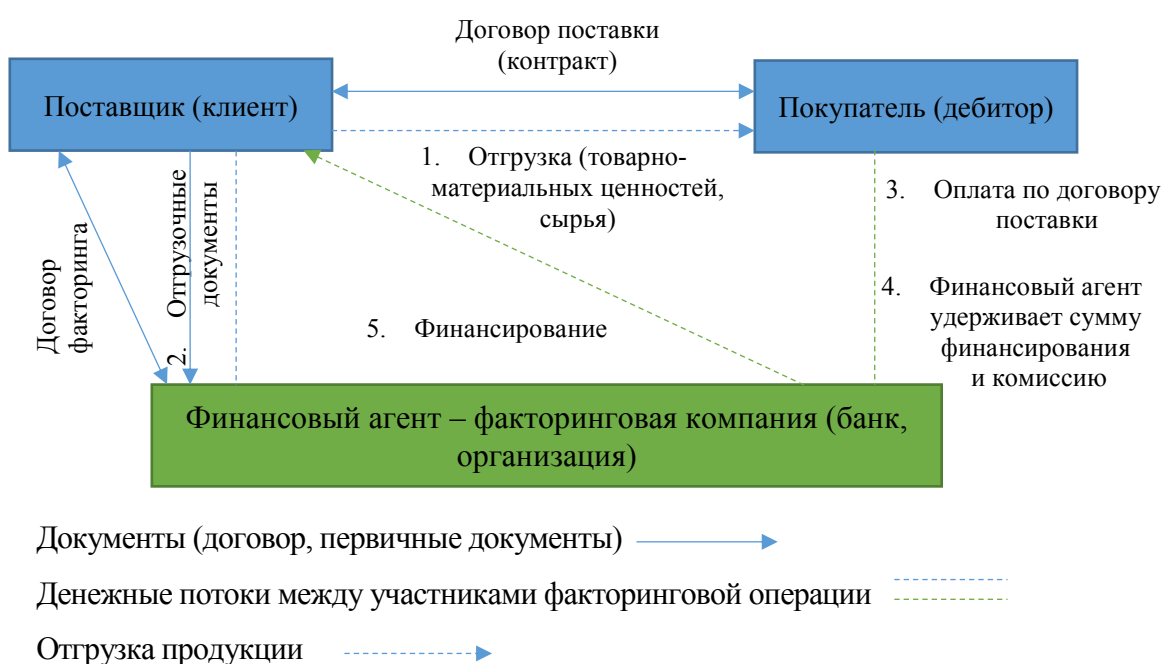 Договор поставки
(контракт)
Поставщик (клиент)
Покупатель (дебитор)
1. Отгрузка (товарно-
материальных ценностей,
сырья)
3. Оплата по договору
поставки
Договор
факторинга
2. Отгрузочные
документы
4. Финансовый агент
удерживает сумму
финансирования
и комиссию
5. Финансирование
Финансовый агент – факторинговая компания (банк,
организация)
Документы (договор, первичные документы)
Денежные потоки между участниками факторинговой операции
Отгрузка продукции